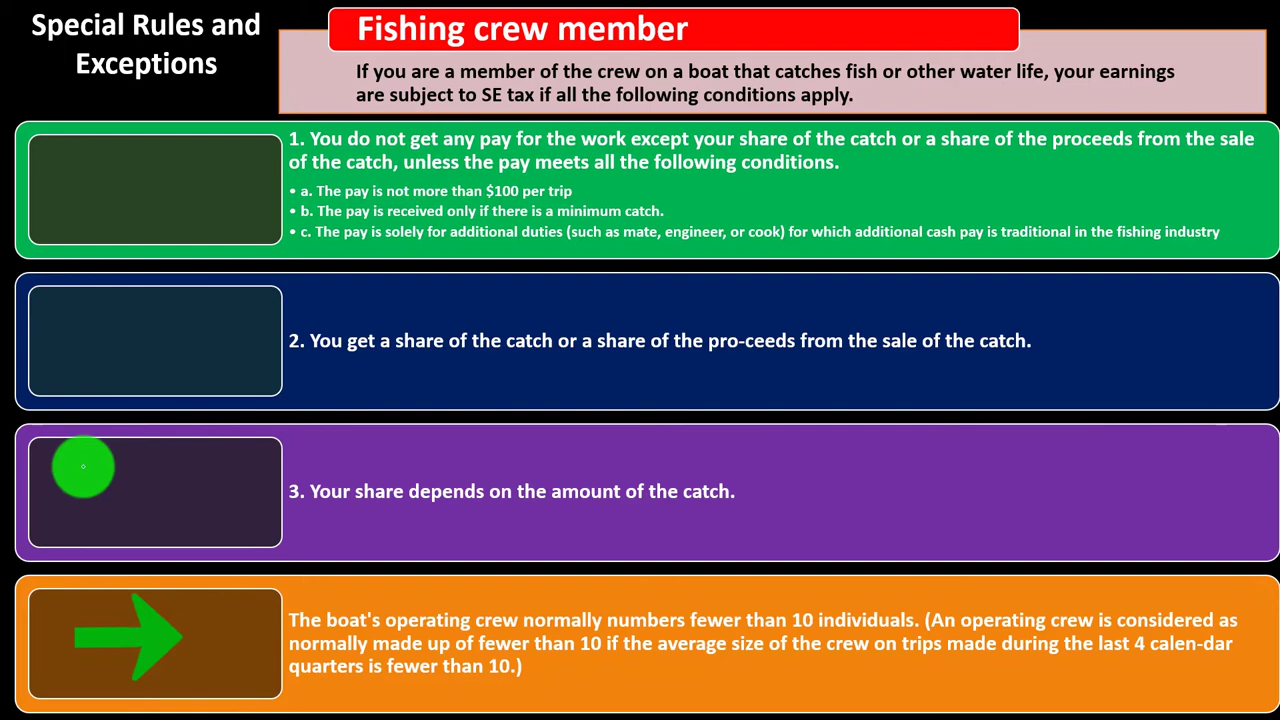 Special Rules and
Exceptions
Fishing crew member
If you are a member of the crew on a boat that catches fish or other water life, your earnings
are subject to SE tax if all the following conditions apply.
1. You do not get any pay for the work except your share of the catch or a share of the proceeds from the sale
of the catch, unless the pay meets all the following conditions.
• a. The pay is not more than $100 per trip
• b. The pay is received only if there is a minimum catch.
• c. The pay is solely for additional duties (such as mate, engineer, or cook) for which additional cash pay is traditional in the fishing industry
2. You get a share of the catch or a share of the pro-ceeds from the sale of the catch.
3. Your share depends on the amount of the catch.
The boat's operating crew normally numbers fewer than 10 individuals. (An operating crew is considered as
normally made up of fewer than 10 if the average size of the crew on trips made during the last 4 calen-dar
quarters is fewer than 10.)